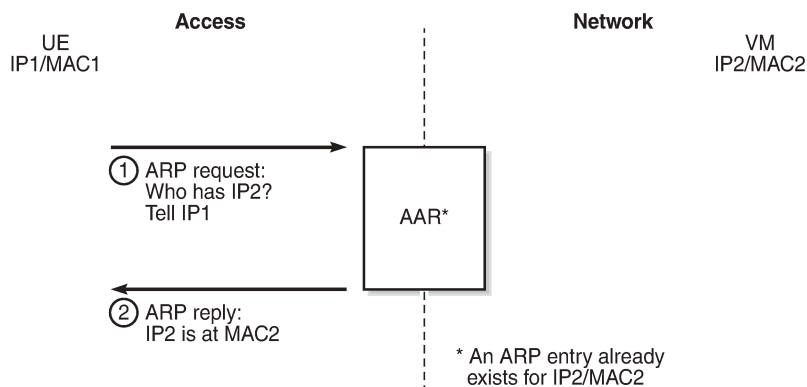 Access
Network
UE
IP1/MAC1
VM
IP2/MAC2
1 ARP request:
Who has IP2?
Tell IP1
AAR*
2 ARP reply:
IP2 is at MAC2
* An ARP entry already
exists for IP2/MAC2